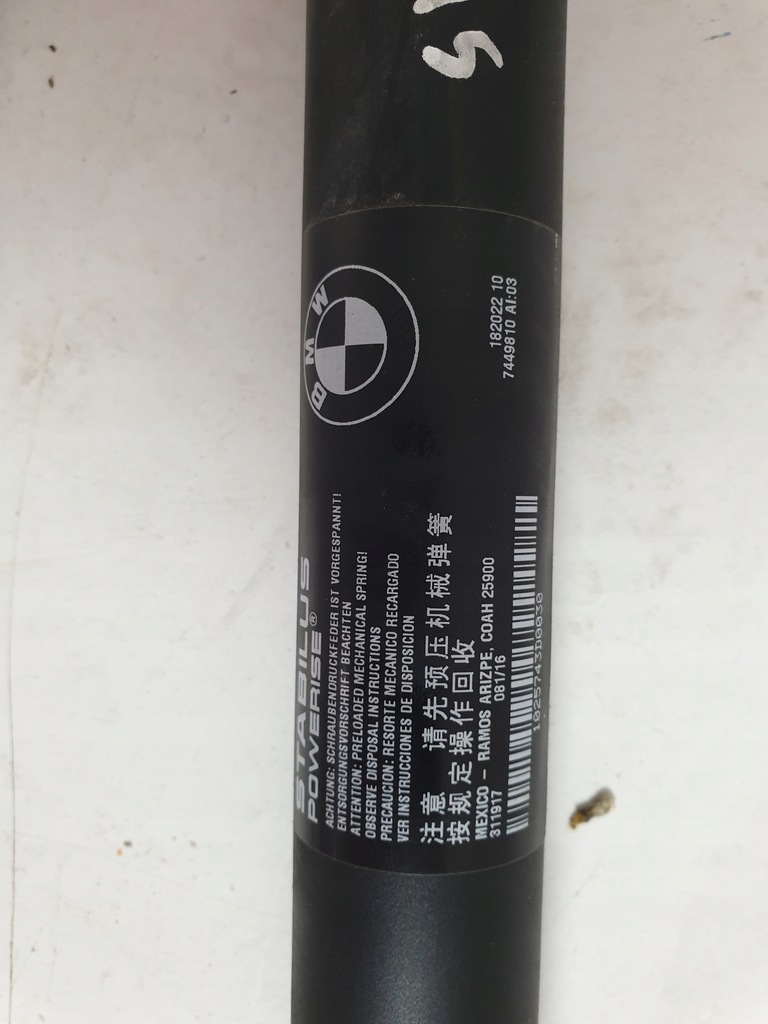 STABILUS
POWERISE®
ACHTUNG: SCHRAUBENDRUCKFEDER IST VORGESPANNT!
ENTSORGUNGSVORSCHRIFT BEACHTEN
ATTENTION: PRELOADED MECHANICAL SPRING!
OBSERVE DISPOSAL INSTRUCTIONS
PRECAUCION: RESORTE MECANICO RECARGADO
VER INSTRUCCIONES DE DISPOSICION
注意 请先预压机械弹簧
按规定操作回收
MEXICO - RAMOS ARIZPE, COAH 25900
311917 081/16
1025743D0030
BMW
182022 10
7449810 AI:03